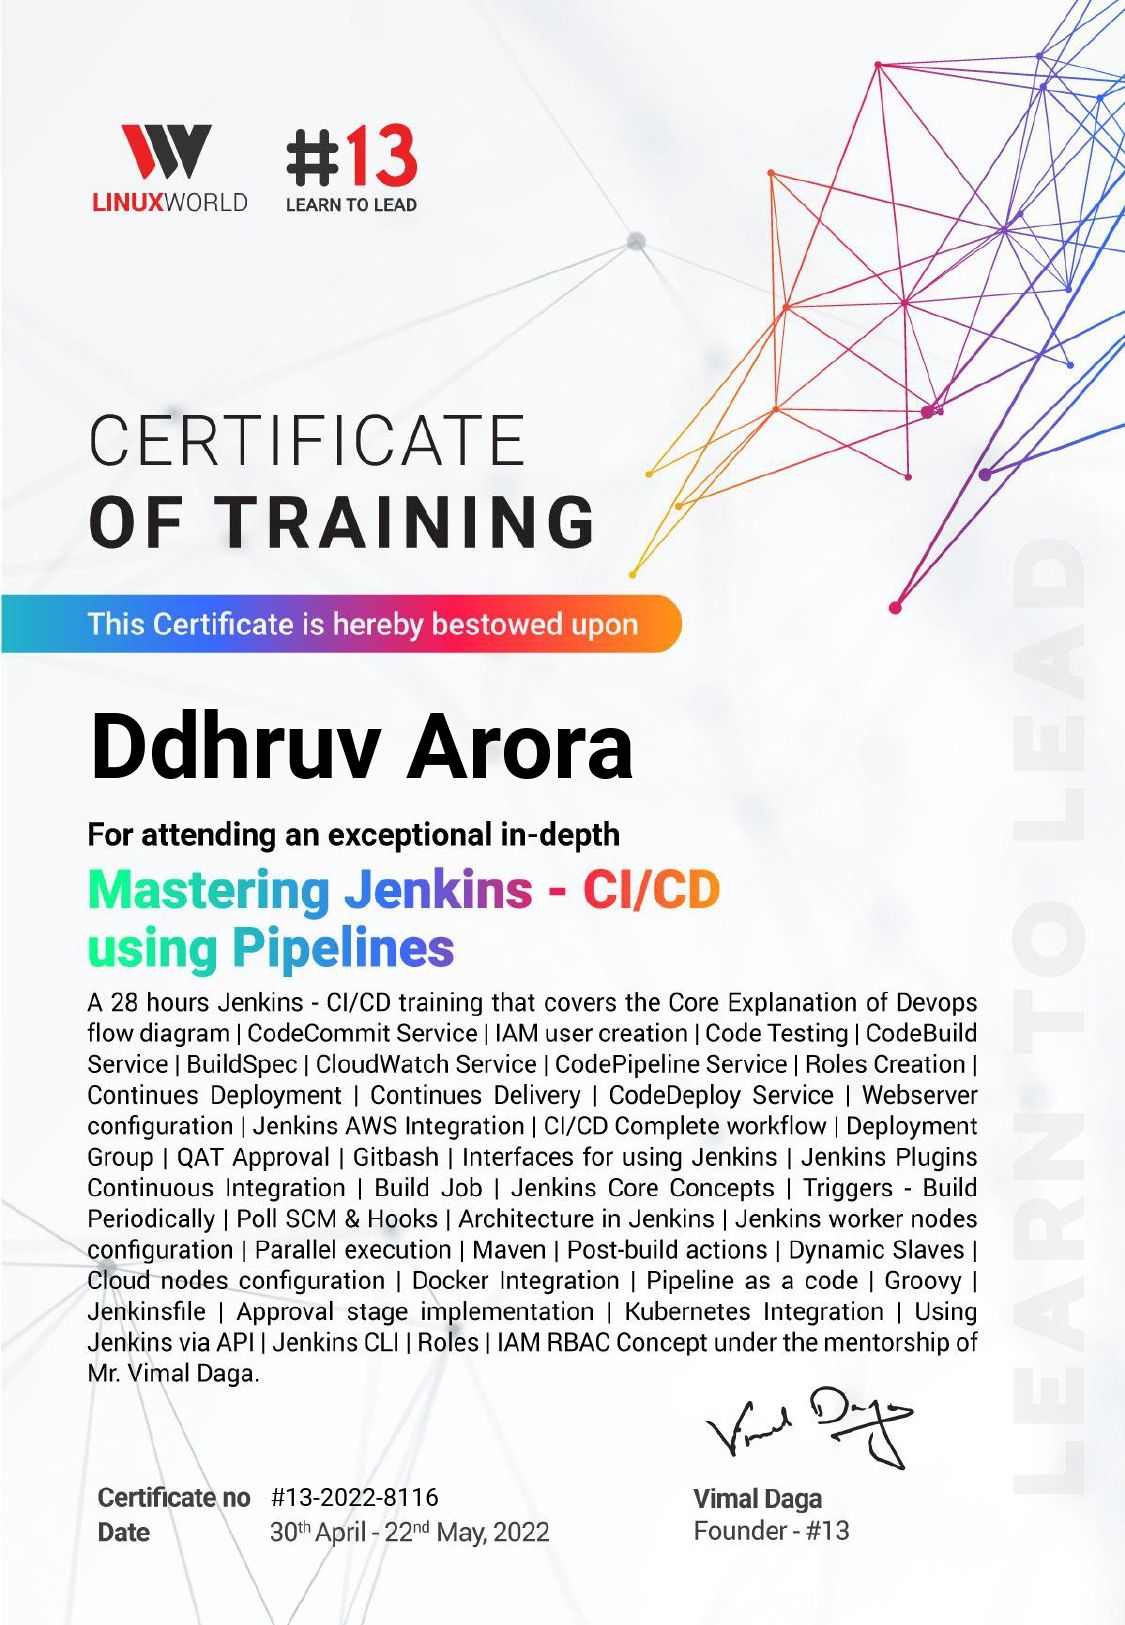 LINUXWORLD
#13
LEARN TO LEAD
CERTIFICATE
OF TRAINING
This Certificate is hereby bestowed upon
Ddhruv Arora
For attending an exceptional in-depth
Mastering Jenkins - CI/CD
using Pipelines
A 28 hours Jenkins - CI/CD training that covers the Core Explanation of Devops
flow diagram | CodeCommit Service | IAM user creation | Code Testing | CodeBuild
Service | BuildSpec | CloudWatch Service | CodePipeline Service | Roles Creation |
Continues Deployment | Continues Delivery | CodeDeploy Service | Webserver
configuration | Jenkins AWS Integration | CI/CD Complete workflow | Deployment
Group | QAT Approval | Gitbash | Interfaces for using Jenkins | Jenkins Plugins
Continuous Integration | Build Job | Jenkins Core Concepts | Triggers - Build
Periodically | Poll SCM & Hooks | Architecture in Jenkins | Jenkins worker nodes
configuration | Parallel execution | Maven | Post-build actions | Dynamic Slaves |
Cloud nodes configuration | Docker Integration | Pipeline as a code | Groovy |
Jenkinsfile | Approval stage implementation | Kubernetes Integration | Using
Jenkins via API | Jenkins CLI | Roles | IAM RBAC Concept under the mentorship of
Mr. Vimal Daga.
Vimal Daga
Certificate no #13-2022-8116
Date 30th April - 22nd May, 2022
Vimal Daga
Founder - #13
LEARN TO LEAD